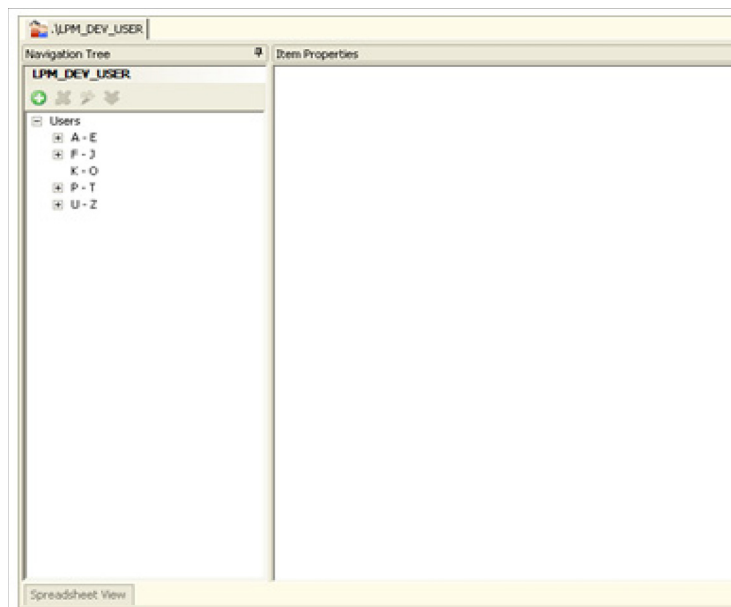 .\LPM_DEV_USER
Navigation Tree
Item Properties
LPM_DEV_USER
Users
A - E
F - J
K - O
P - T
U - Z
Spreadsheet View